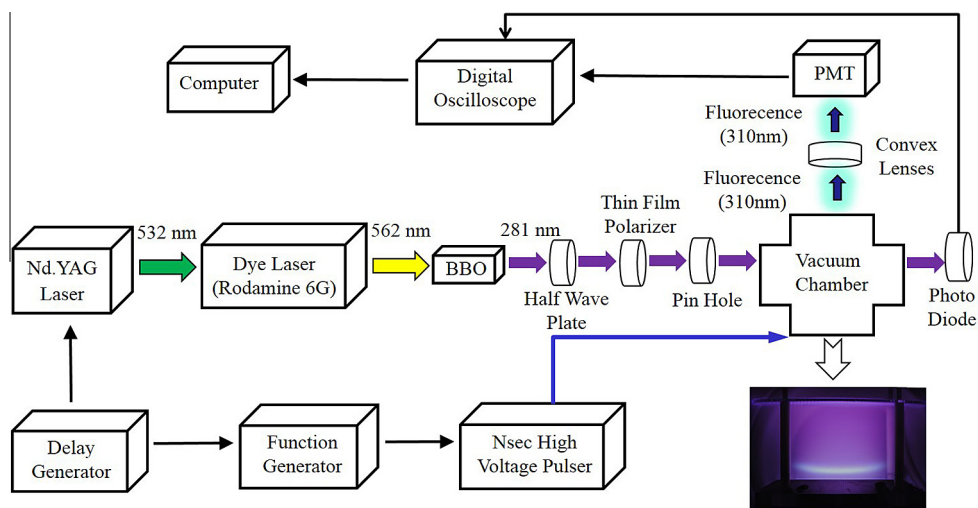 Computer
Digital
Oscilloscope
PMT
Fluorecence
(310nm)
Convex
Lenses
Fluorecence
(310nm)
Nd.YAG
Laser
532 nm
Dye Laser
(Rodamine 6G)
562 nm
BBO
281 nm
Half Wave
Plate
Thin Film
Polarizer
Pin Hole
Vacuum
Chamber
Photo
Diode
Delay
Generator
Function
Generator
Nsec High
Voltage Pulser